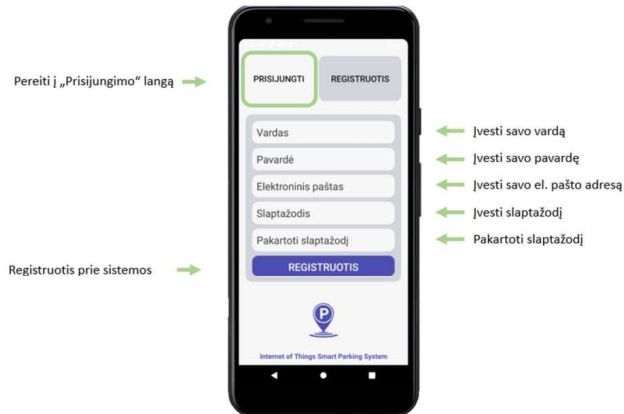 PRISIJUNGTI
REGISTRUOTIS
Pereiti į „Prisijungimo“ langą
Vardas
Įvesti savo vardą
Pavardė
Įvesti savo pavardę
Elektroninis paštas
Įvesti savo el. pašto adresą
Slaptažodis
Įvesti slaptažodį
Pakartoti slaptažodį
Pakartoti slaptažodį
Registruotis prie sistemos
REGISTRUOTIS
P
Internet of Things Smart Parking System